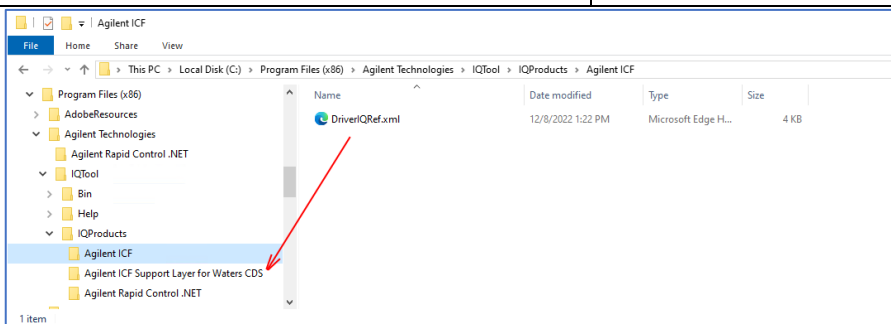 Agilent ICF
File Home Share View
This PC > Local Disk (C:) > Program Files (x86) > Agilent Technologies > IQTool > IQProducts > Agilent ICF
Program Files (x86)
AdobeResources
Agilent Technologies
Agilent Rapid Control .NET
IQTool
Bin
Help
IQProducts
Agilent ICF
Agilent ICF Support Layer for Waters CDS
Agilent Rapid Control .NET
Name Date modified Type Size
DriverIQRef.xml 12/8/2022 1:22 PM Microsoft Edge H... 4 KB
1 item